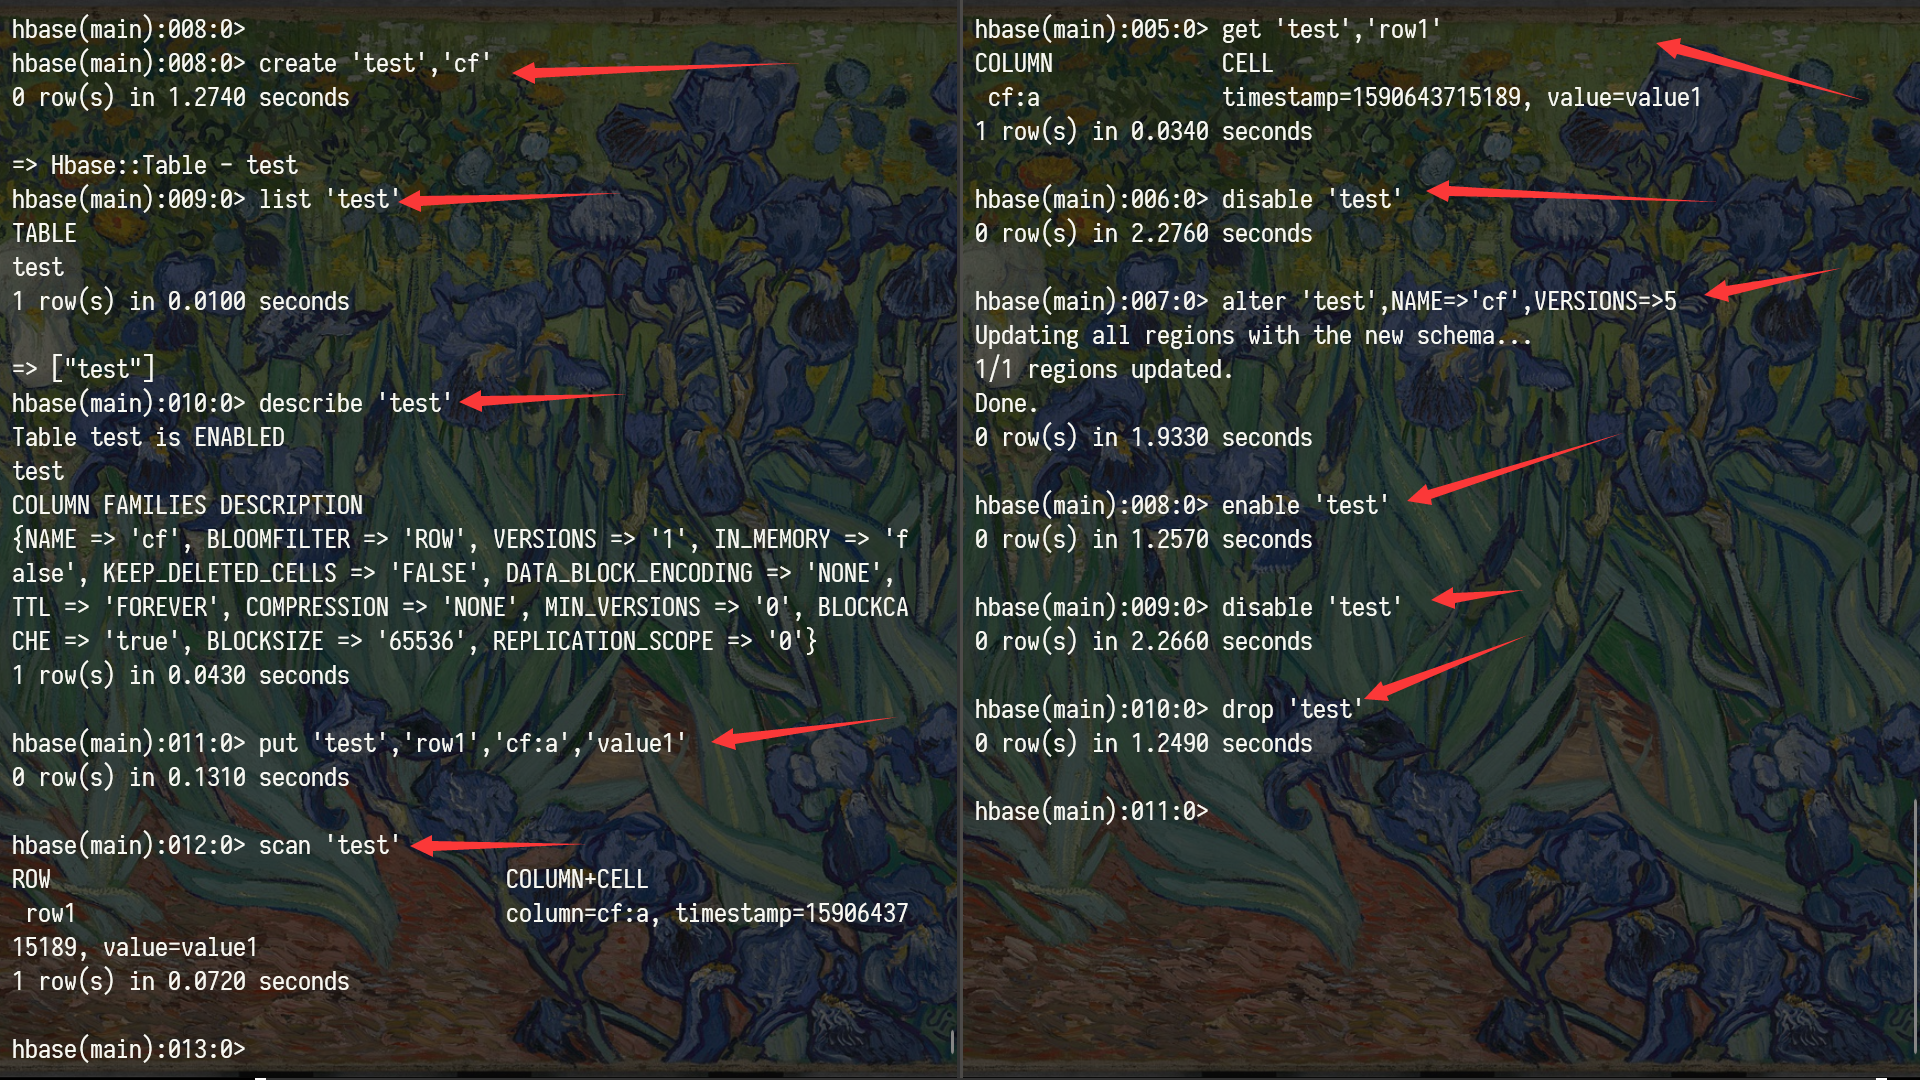 hbase(main):008:0>
hbase(main):008:0> create 'test','cf'
0 row(s) in 1.2740 seconds
=> Hbase::Table - test
hbase(main):009:0> list 'test'
TABLE
test
1 row(s) in 0.0100 seconds
=> ["test"]
hbase(main):010:0> describe 'test'
Table test is ENABLED
test
COLUMN FAMILIES DESCRIPTION
{NAME => 'cf', BLOOMFILTER => 'ROW', VERSIONS => '1', IN_MEMORY => 'f
alse', KEEP_DELETED_CELLS => 'FALSE', DATA_BLOCK_ENCODING => 'NONE',
TTL => 'FOREVER', COMPRESSION => 'NONE', MIN_VERSIONS => '0', BLOCKCA
CHE => 'true', BLOCKSIZE => '65536', REPLICATION_SCOPE => '0'}
1 row(s) in 0.0430 seconds
hbase(main):011:0> put 'test','row1','cf:a','value1'
0 row(s) in 0.1310 seconds
hbase(main):012:0> scan 'test'
ROW COLUMN+CELL
row1 column=cf:a, timestamp=15906437
15189, value=value1
1 row(s) in 0.0720 seconds
hbase(main):013:0>
hbase(main):005:0> get 'test','row1'
COLUMN CELL
cf:a timestamp=1590643715189, value=value1
1 row(s) in 0.0340 seconds
hbase(main):006:0> disable 'test'
0 row(s) in 2.2760 seconds
hbase(main):007:0> alter 'test',NAME=>'cf',VERSIONS=>5
Updating all regions with the new schema...
1/1 regions updated.
Done.
0 row(s) in 1.9330 seconds
hbase(main):008:0> enable 'test'
0 row(s) in 1.2570 seconds
hbase(main):009:0> disable 'test'
0 row(s) in 2.2660 seconds
hbase(main):010:0> drop 'test'
0 row(s) in 1.2490 seconds
hbase(main):011:0>